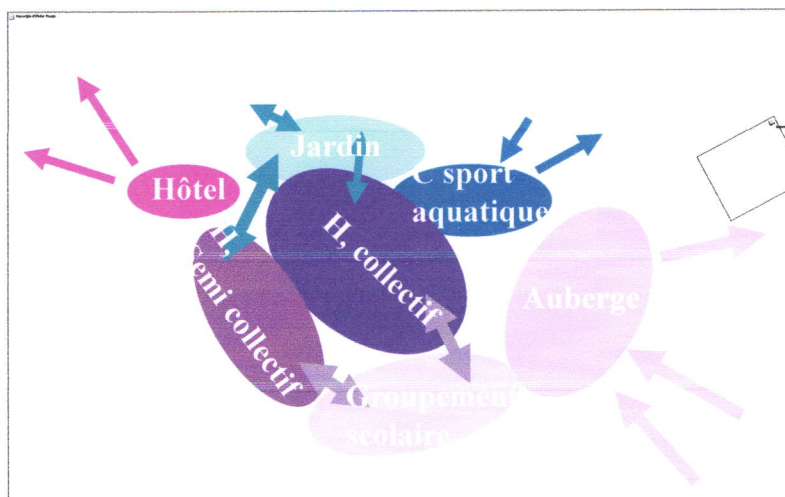 Jardin
Hôtel
C sport
aquatique
H, collectif
H,
Semi collectif
Auberge
Groupement
scolaire